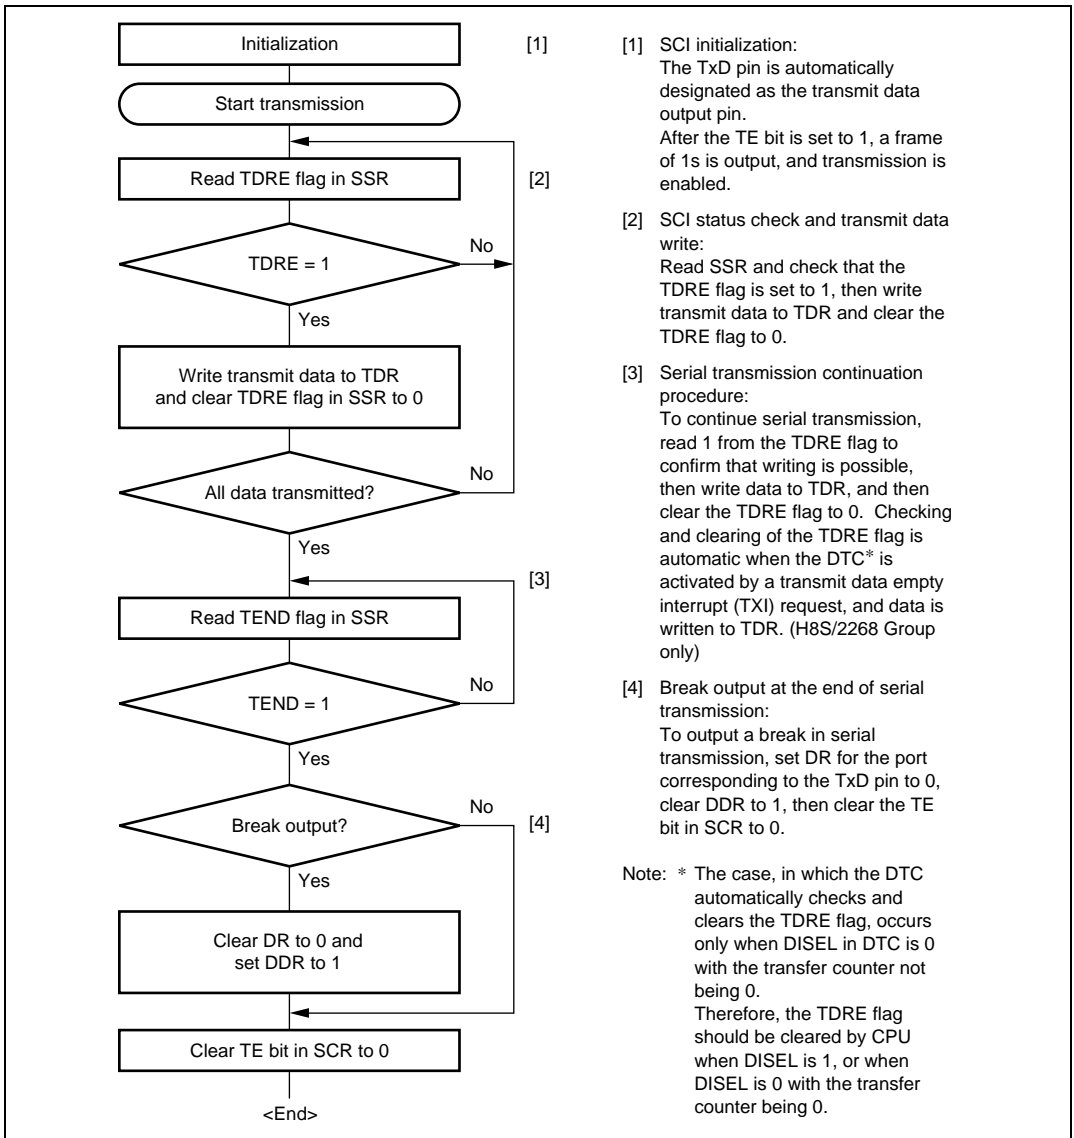 Initialization
[1]
Start transmission
Read TDRE flag in SSR
[2]
TDRE = 1
No
Yes
Write transmit data to TDR
and clear TDRE flag in SSR to 0
All data transmitted?
No
Yes
[3]
Read TEND flag in SSR
TEND = 1
No
Yes
Break output?
No
[4]
Yes
Clear DR to 0 and
set DDR to 1
Clear TE bit in SCR to 0
<End>
[1] SCI initialization:
The TxD pin is automatically
designated as the transmit data
output pin.
After the TE bit is set to 1, a frame
of 1s is output, and transmission is
enabled.
[2] SCI status check and transmit data
write:
Read SSR and check that the
TDRE flag is set to 1, then write
transmit data to TDR and clear the
TDRE flag to 0.
[3] Serial transmission continuation
procedure:
To continue serial transmission,
read 1 from the TDRE flag to
confirm that writing is possible,
then write data to TDR, and then
clear the TDRE flag to 0. Checking
and clearing of the TDRE flag is
automatic when the DTC* is
activated by a transmit data empty
interrupt (TXI) request, and data is
written to TDR. (H8S/2268 Group
only)
[4] Break output at the end of serial
transmission:
To output a break in serial
transmission, set DR for the port
corresponding to the TxD pin to 0,
clear DDR to 1, then clear the TE
bit in SCR to 0.
Note: * The case, in which the DTC
automatically checks and
clears the TDRE flag, occurs
only when DISEL in DTC is 0
with the transfer counter not
being 0.
Therefore, the TDRE flag
should be cleared by CPU
when DISEL is 1, or when
DISEL is 0 with the transfer
counter being 0.